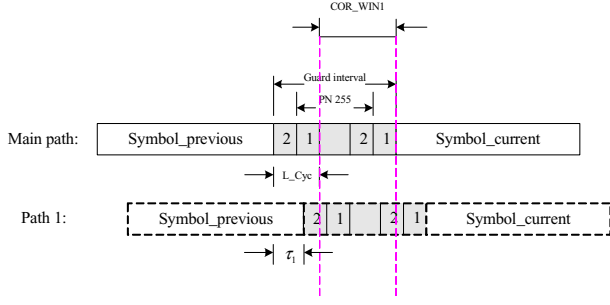 COR_WIN1
Guard interval
PN 255
Main path: Symbol_previous 2 1 2 1 Symbol_current
L_Cyc
Path 1: Symbol_previous 2 1 2 1 Symbol_current
τ₁